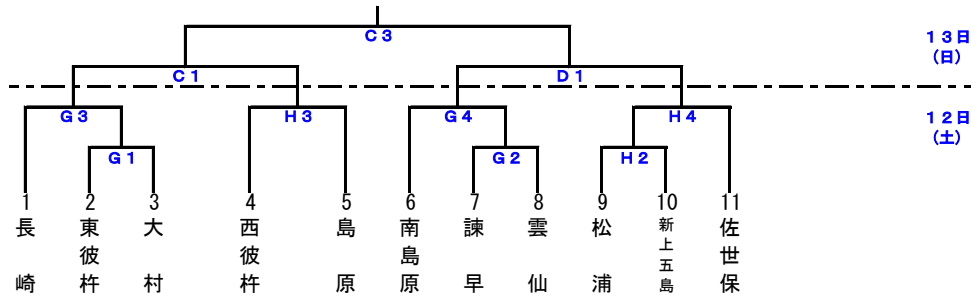 C3
13日
(日)
C1
D1
G3
H3
G4
H4
12日
(土)
G1
G2
H2
1
2
3
4
5
6
7
8
9
10
11
長崎
東彼杵
大村
西彼杵
島原
南島原
諫早
雲仙
松浦
新上五島
佐世保